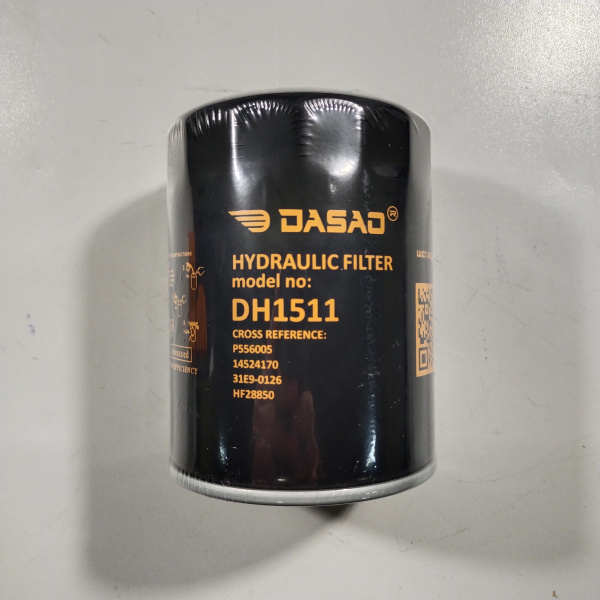 DASAO®
HYDRAULIC FILTER
model no:
DH1511
CROSS REFERENCE:
P556005
14524170
31E9-0126
HF28850